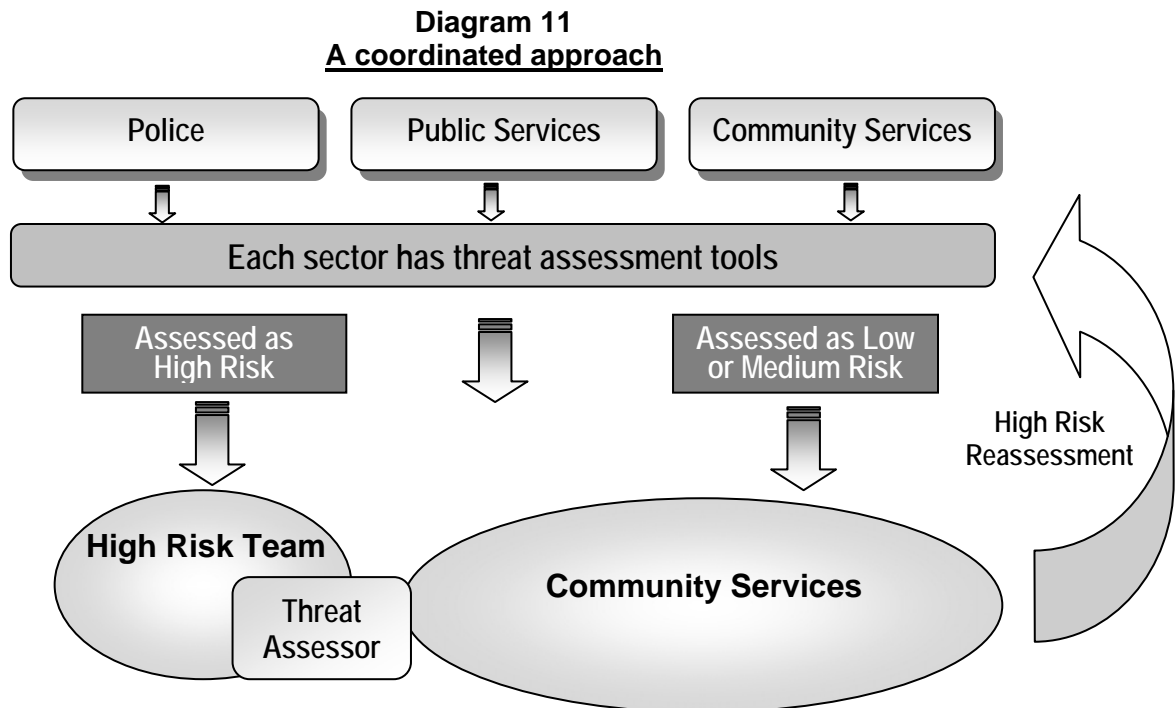 Diagram 11
A coordinated approach
Police
Public Services
Community Services
Each sector has threat assessment tools
Assessed as
High Risk
Assessed as Low
or Medium Risk
High Risk
Reassessment
High Risk Team
Community Services
Threat
Assessor